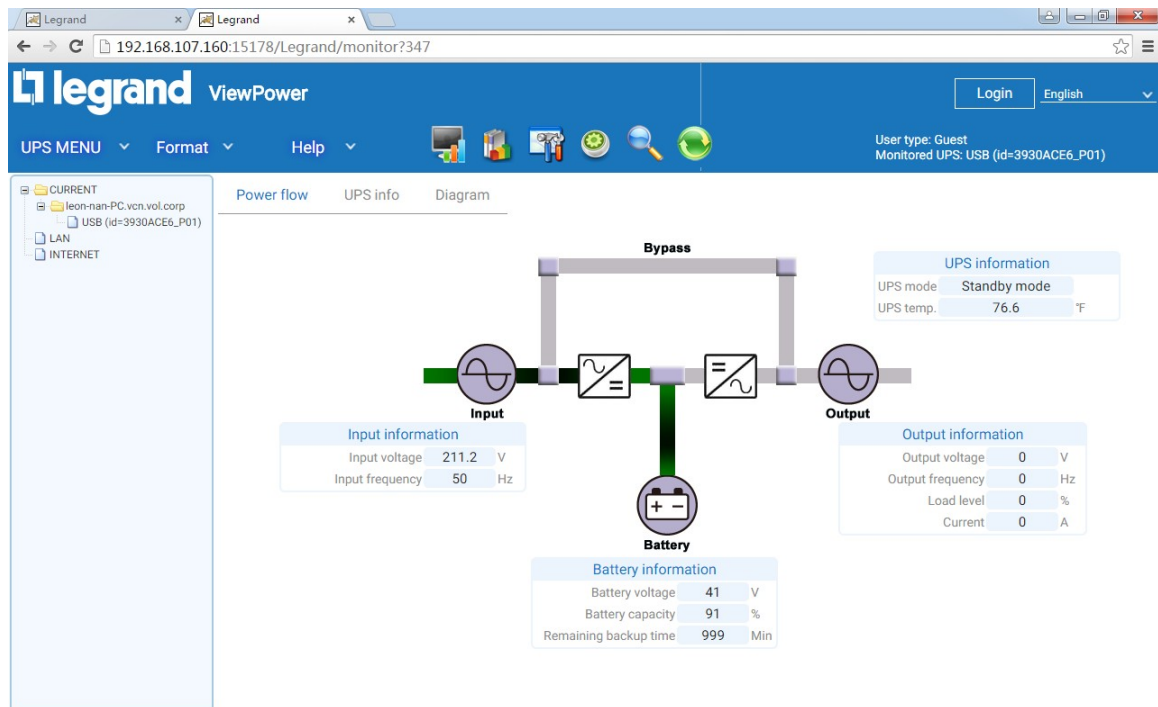 Legrand
Legrand
192.168.107.160:15178/Legrand/monitor?347
legrand ViewPower
Login English
UPS MENU Format Help
User type: Guest
Monitored UPS: USB (id=3930ACE6_P01)
CURRENT
leon-nan-PC.vcn.vol.corp
USB (id=3930ACE6_P01)
LAN
INTERNET
Power flow UPS info Diagram
Bypass
UPS information
UPS mode Standby mode
UPS temp. 76.6 °F
Input
Output
Input information
Input voltage 211.2 V
Input frequency 50 Hz
Output information
Output voltage 0 V
Output frequency 0 Hz
Load level 0 %
Current 0 A
Battery
Battery information
Battery voltage 41 V
Battery capacity 91 %
Remaining backup time 999 Min